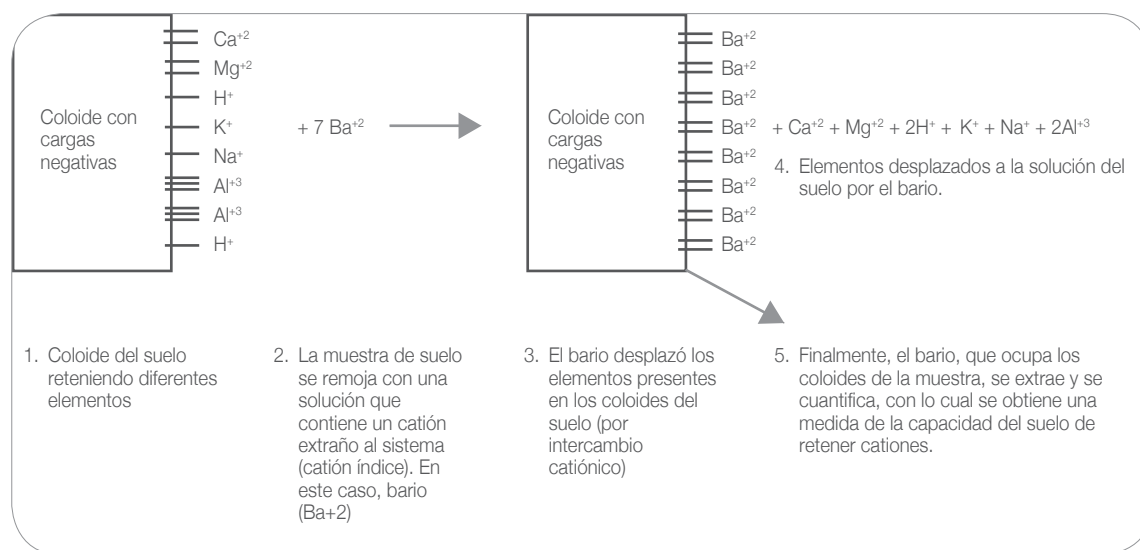 Coloide con
cargas
negativas
Ca⁺²
Mg⁺²
H⁺
K⁺
Na⁺
Al⁺³
Al⁺³
H⁺
+ 7 Ba⁺²
Coloide con
cargas
negativas
Ba⁺²
Ba⁺²
Ba⁺²
Ba⁺²
Ba⁺²
Ba⁺²
Ba⁺²
Ba⁺²
+ Ca⁺² + Mg⁺² + 2H⁺ + K⁺ + Na⁺ + 2Al⁺³
4. Elementos desplazados a la solución del
suelo por el bario.
1. Coloide del suelo
reteniendo diferentes
elementos
2. La muestra de suelo
se remoja con una
solución que
contiene un catión
extraño al sistema
(catión índice). En
este caso, bario
(Ba+2)
3. El bario desplazó los
elementos presentes
en los coloides del
suelo (por
intercambio
catiónico)
5. Finalmente, el bario, que ocupa los
coloides de la muestra, se extrae y se
cuantifica, con lo cual se obtiene una
medida de la capacidad del suelo de
retener cationes.